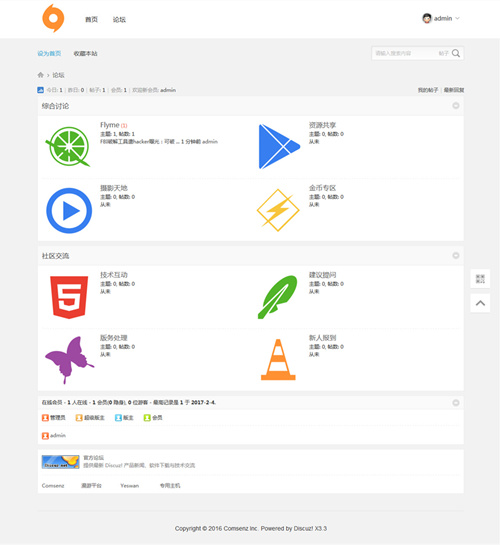 首页 论坛 admin
设为首页 收藏本站 请输入搜索内容 帖子
论坛
今日: 1 | 昨日: 0 | 帖子: 1 | 会员: 1 | 欢迎新会员: admin 我的帖子 | 最新回复
综合讨论
Flyme (1) 资源共享
主题: 1, 帖数: 1 主题: 0, 帖数: 0
FBI破解工具遭hacker曝光：可破 ... 1 分钟前 admin 从未
摄影天地 金币专区
主题: 0, 帖数: 0 主题: 0, 帖数: 0
从未 从未
社区交流
技术互动 建议提问
主题: 0, 帖数: 0 主题: 0, 帖数: 0
从未 从未
版务处理 新人报到
主题: 0, 帖数: 0 主题: 0, 帖数: 0
从未 从未
在线会员 - 1 人在线 - 1 会员(0 隐身), 0 位游客 - 最高记录是 1 于 2017-2-4.
管理员 超级版主 版主 会员
admin
官方论坛
提供最新 Discuz! 产品新闻、软件下载与技术交流
Comsenz 漫游平台 Yeswan 专用主机
Copyright © 2016 Comsenz Inc. Powered by Discuz! X3.3